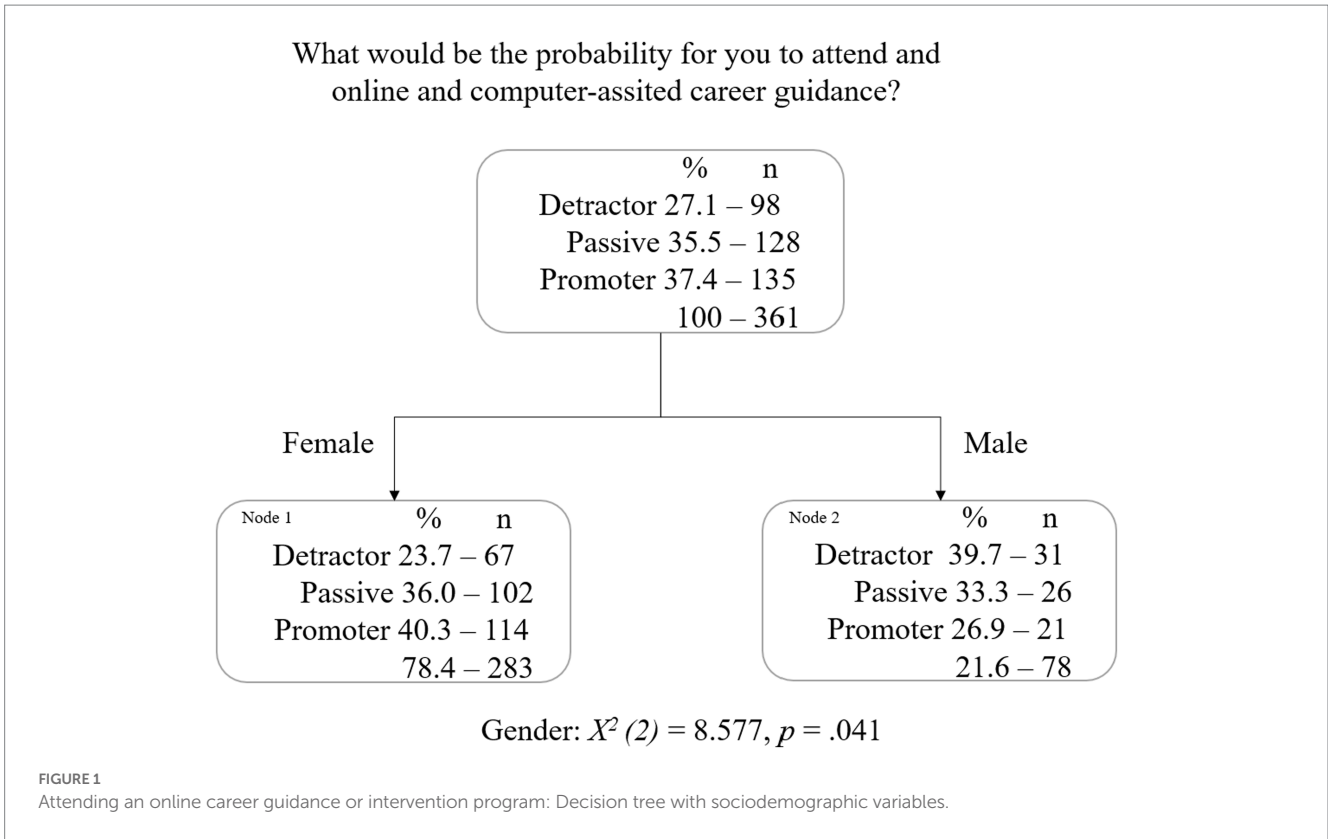 What would be the probability for you to attend and
online and computer-assited career guidance?
% n
Detractor 27.1 – 98
Passive 35.5 – 128
Promoter 37.4 – 135
100 – 361
Female
Male
Node 1 % n
Detractor 23.7 – 67
Passive 36.0 – 102
Promoter 40.3 – 114
78.4 – 283
Node 2 % n
Detractor 39.7 – 31
Passive 33.3 – 26
Promoter 26.9 – 21
21.6 – 78
Gender: X² (2) = 8.577, p = .041
FIGURE 1
Attending an online career guidance or intervention program: Decision tree with sociodemographic variables.